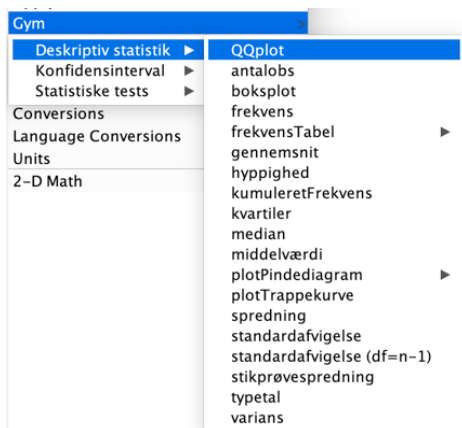 Gym
Deskriptiv statistik
Konfidensinterval
Statistiske tests
Conversions
Language Conversions
Units
2-D Math
QQplot
antalobs
boksplot
frekvens
frekvensTabel
gennemsnit
hyppighed
kumuleretFrekvens
kvartiler
median
middelværdi
plotPindediagram
plotTrappekurve
spredning
standardafvigelse
standardafvigelse (df=n-1)
stikprøvespredning
typetal
varians